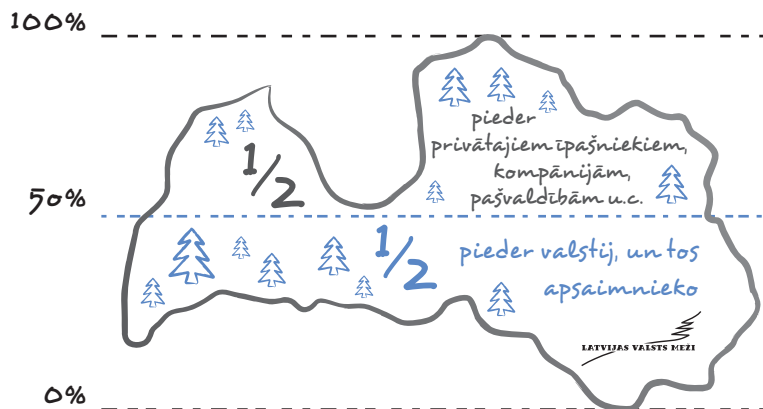 100%
pieder
privātajiem īpašniekiem,
kompānijām,
pašvaldībām u.c.
1/2
50%
1/2
pieder valstij, un tos
apsaimnieko
LATVIJAS VALSTS MEŽI
0%